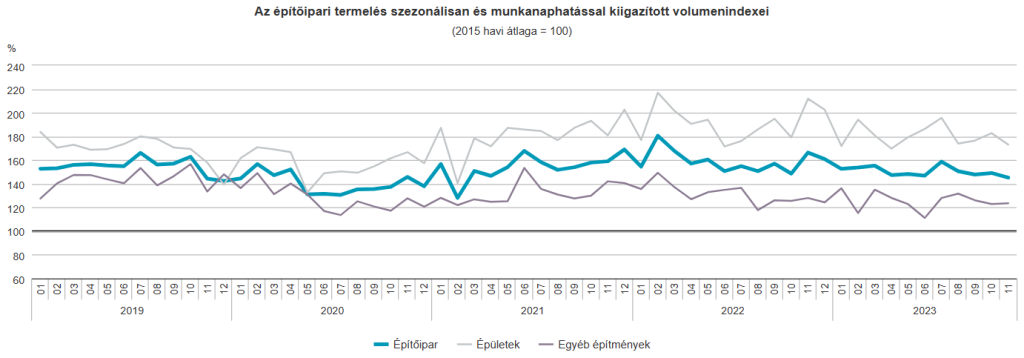 Az építőipari termelés szezonálisan és munkanaphatással kiigazított volumenindexei
(2015 havi átlaga = 100)
%
240
220
200
180
160
140
120
100
80
60
01 02 03 04 05 06 07 08 09 10 11 12 01 02 03 04 05 06 07 08 09 10 11 12 01 02 03 04 05 06 07 08 09 10 11 12 01 02 03 04 05 06 07 08 09 10 11 12 01 02 03 04 05 06 07 08 09 10 11
2019 2020 2021 2022 2023
Építőipar Épületek Egyéb építmények